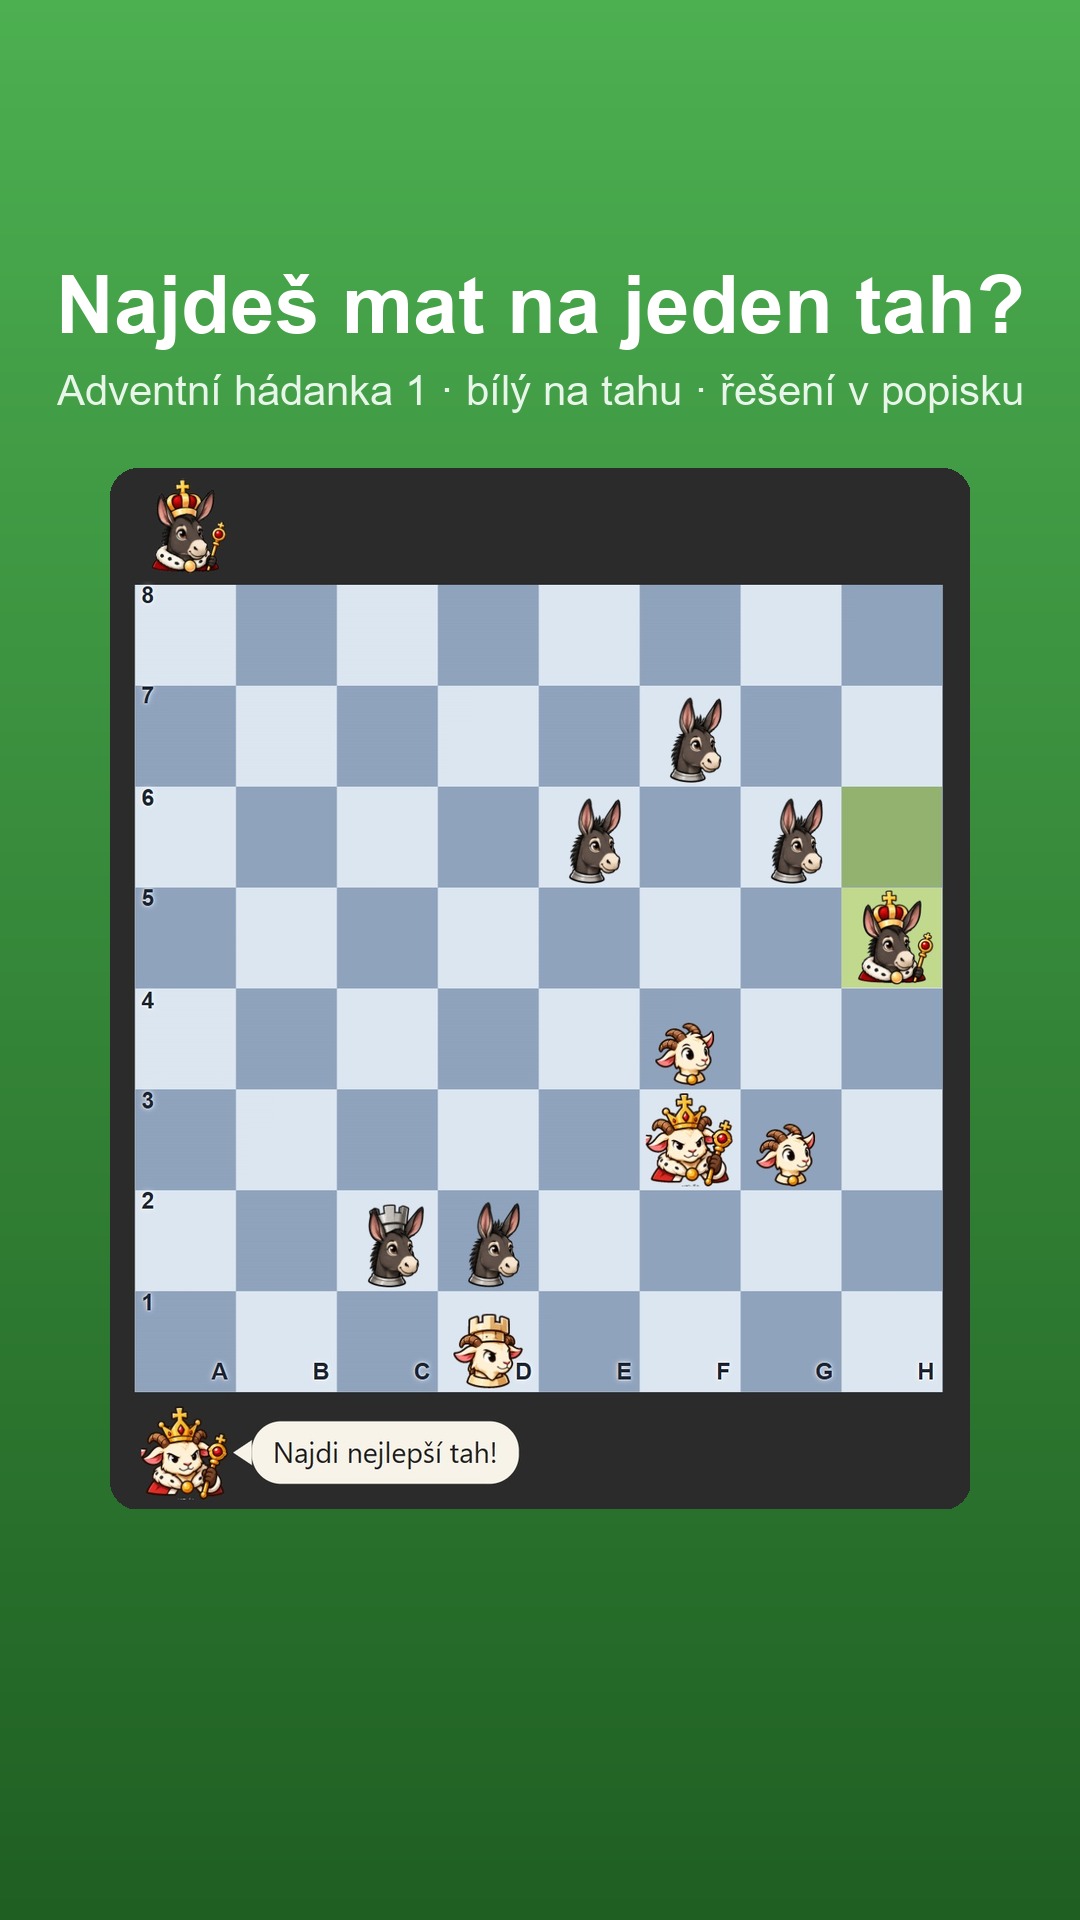 Najdeš mat na jeden tah?
Adventní hádanka 1 · bílý na tahu · řešení v popisku
8
7
6
5
4
3
2
1
A B C D E F G H
Najdi nejlepší tah!